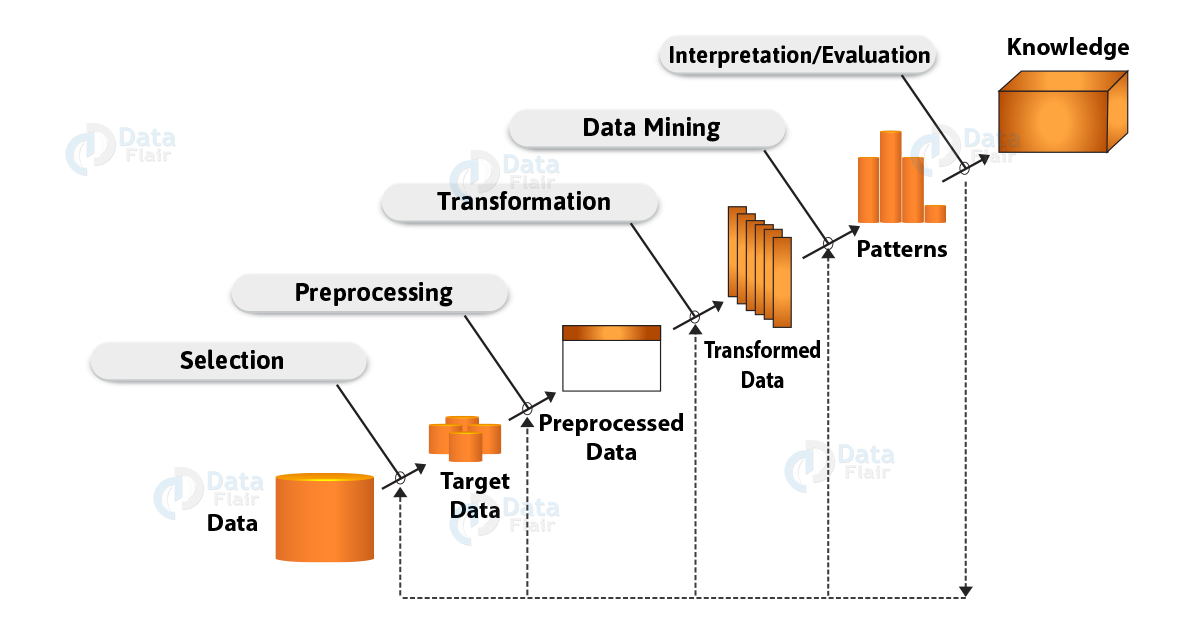 Knowledge
Interpretation/Evaluation
Data Mining
Data
Flair
Data
Flair
Data
Flair
Transformation
Patterns
Preprocessing
Transformed
Data
Selection
Preprocessed
Data
Target
Data
Data
Flair
Data
Flair
Data
Flair
Data